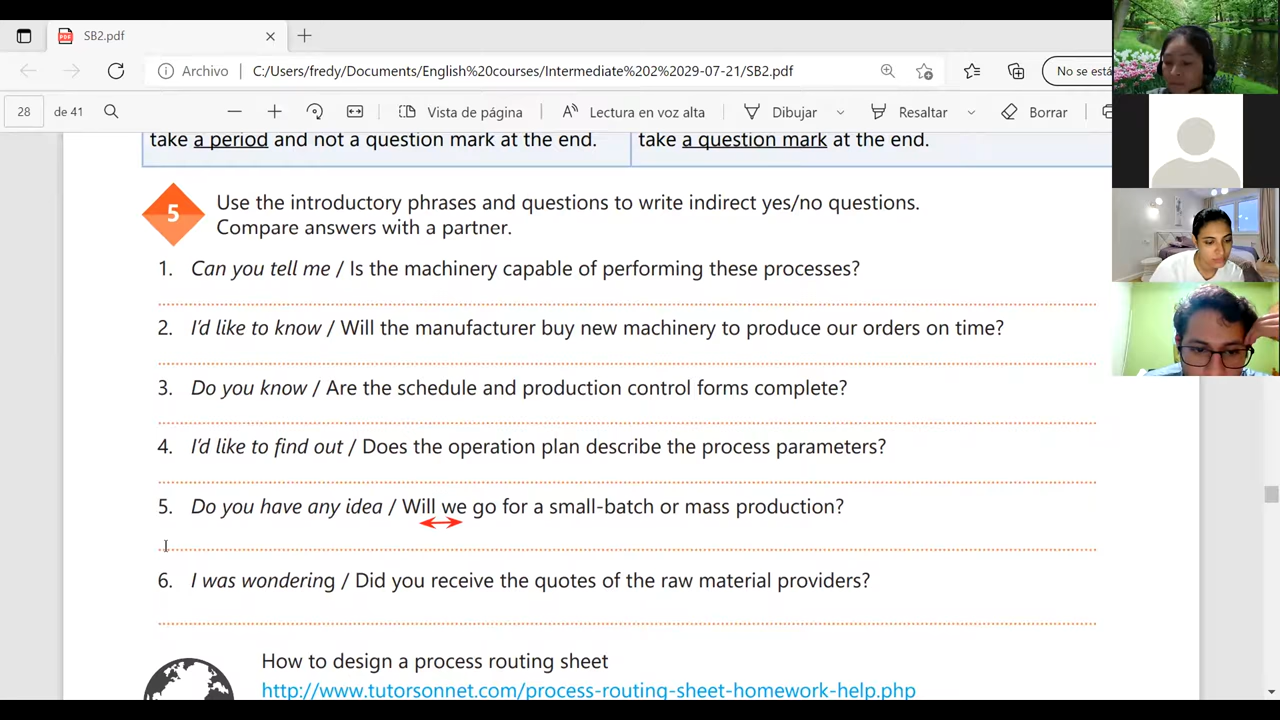 SB2.pdf
Archivo
C:/Users/fredy/Documents/English%20courses/Intermediate%202%2029-07-21/SB2.pdf
No se está
28 de 41
Vista de página
Lectura en voz alta
Dibujar
Resaltar
Borrar
take a period and not a question mark at the end.
take a question mark at the end.
5
Use the introductory phrases and questions to write indirect yes/no questions.
Compare answers with a partner.
1. Can you tell me / Is the machinery capable of performing these processes?
2. I'd like to know / Will the manufacturer buy new machinery to produce our orders on time?
3. Do you know / Are the schedule and production control forms complete?
4. I'd like to find out / Does the operation plan describe the process parameters?
5. Do you have any idea / Will we go for a small-batch or mass production?
6. I was wondering / Did you receive the quotes of the raw material providers?
How to design a process routing sheet
http://www.tutorsonnet.com/process-routing-sheet-homework-help.php